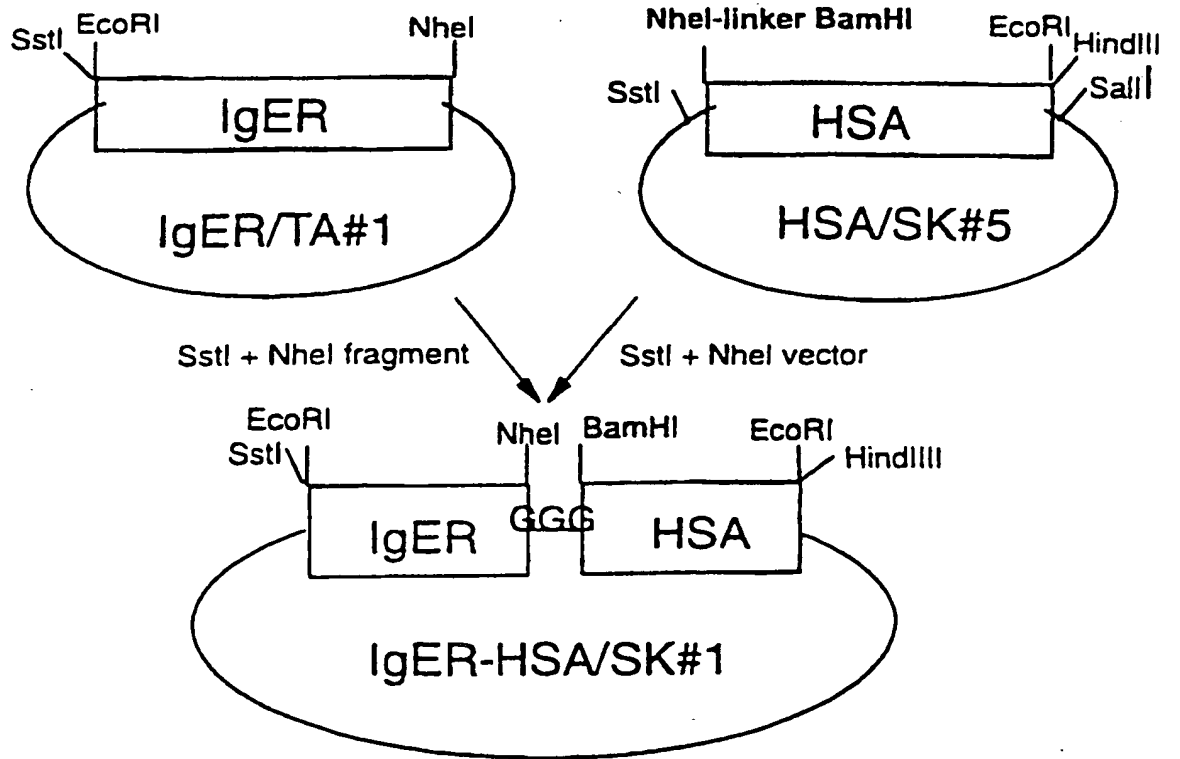 SstI EcoRI NheI
IgER
IgER/TA#1
NheI-linker BamHI EcoRI HindIII
SstI SalI
HSA
HSA/SK#5
SstI + NheI fragment
SstI + NheI vector
EcoRI NheI BamHI EcoRI
SstI HindIIII
IgER GGG HSA
IgER-HSA/SK#1